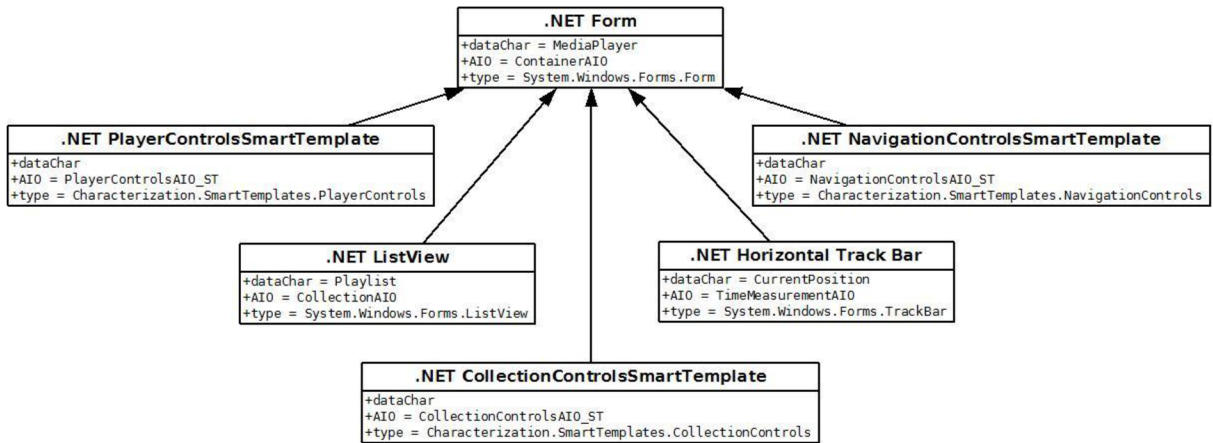 .NET Form
+dataChar = MediaPlayer
+AIO = ContainerAIO
+type = System.Windows.Forms.Form
.NET PlayerControlsSmartTemplate
+dataChar
+AIO = PlayerControlsAIO_ST
+type = Characterization.SmartTemplates.PlayerControls
.NET NavigationControlsSmartTemplate
+dataChar
+AIO = NavigationControlsAIO_ST
+type = Characterization.SmartTemplates.NavigationControls
.NET ListView
+dataChar = Playlist
+AIO = CollectionAIO
+type = System.Windows.Forms.ListView
.NET Horizontal Track Bar
+dataChar = CurrentPosition
+AIO = TimeMeasurementAIO
+type = System.Windows.Forms.TrackBar
.NET CollectionControlsSmartTemplate
+dataChar
+AIO = CollectionControlsAIO_ST
+type = Characterization.SmartTemplates.CollectionControls